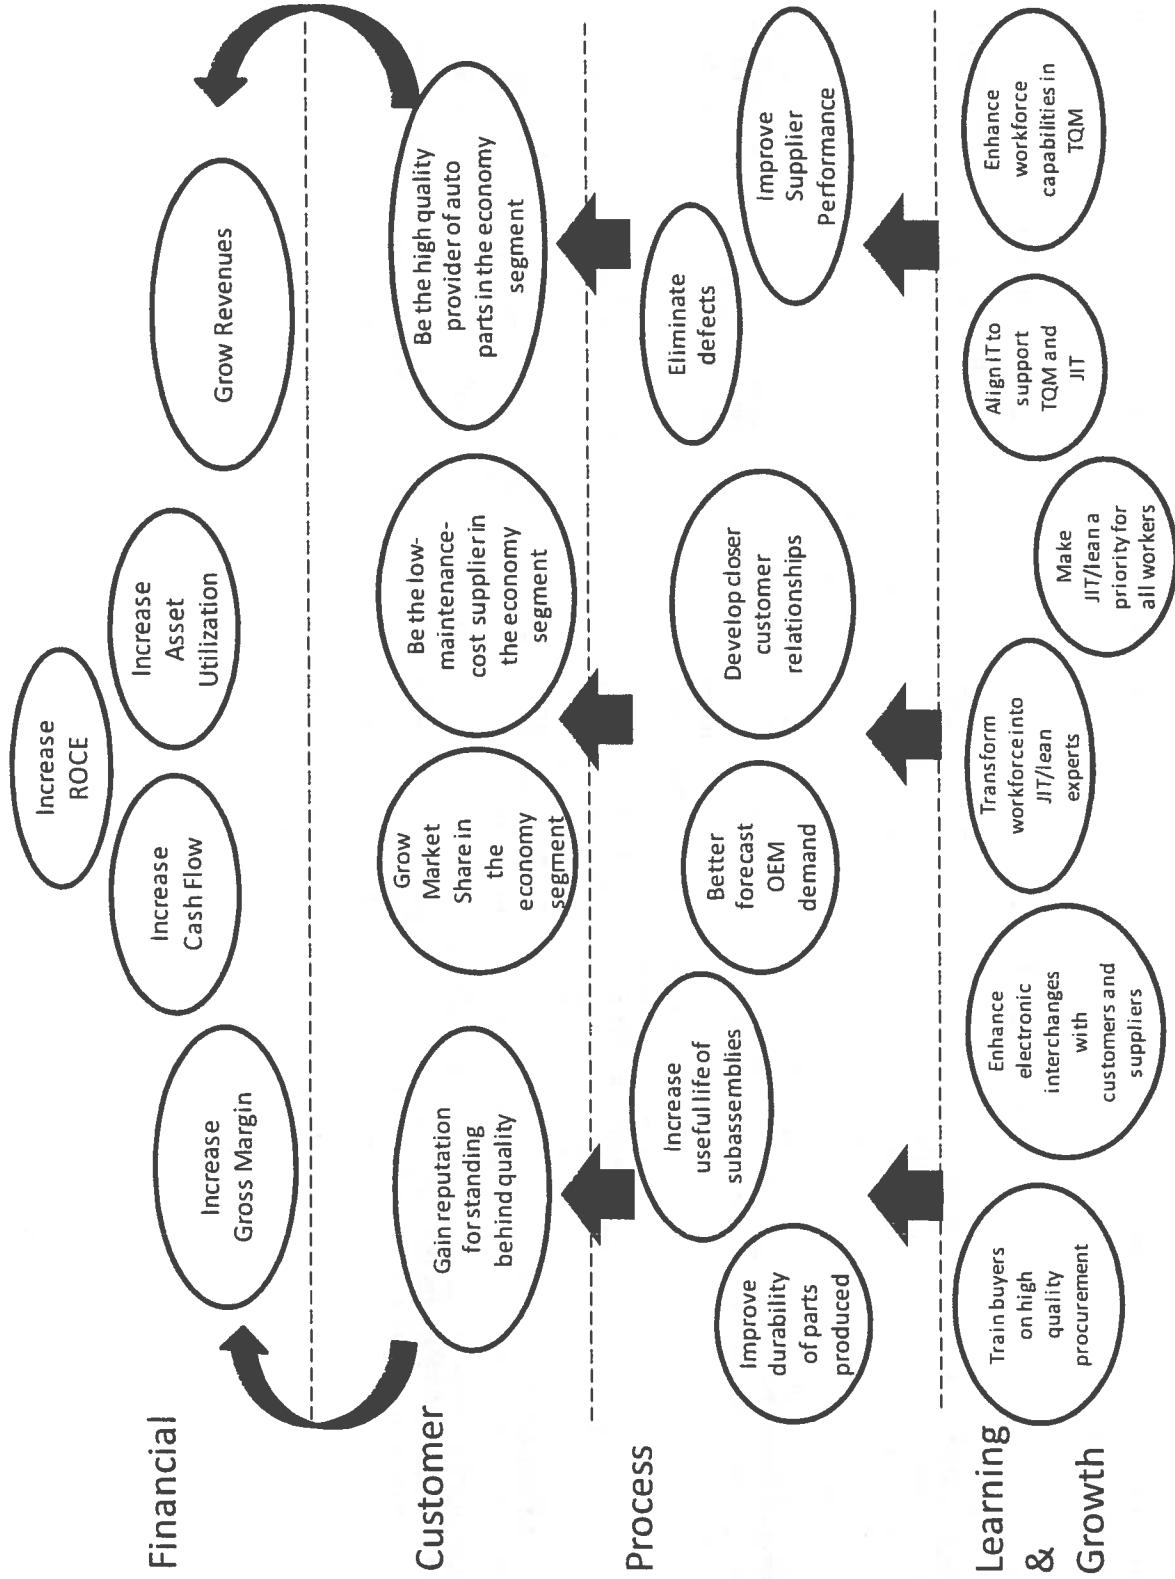 Financial
Increase
ROCE
Increase
Gross Margin
Increase
Cash Flow
Increase
Asset
Utilization
Grow Revenues
Customer
Gain reputation
for standing
behind quality
Grow
Market
Share in
the
economy
segment
Be the low-
maintenance-
cost supplier in
the economy
segment
Be the high quality
provider of auto
parts in the economy
segment
Process
Improve
durability
of parts
produced
Increase
useful life of
subassemblies
Better
forecast
OEM
demand
Develop closer
customer
relationships
Eliminate
defects
Improve
Supplier
Performance
Learning
&
Growth
Train buyers
on high
quality
procurement
Enhance
electronic
interchanges
with
customers and
suppliers
Transform
workforce into
JIT/lean
experts
Make
JIT/lean a
priority for
all workers
Align IT to
support
TQM and
JIT
Enhance
workforce
capabilities in
TQM